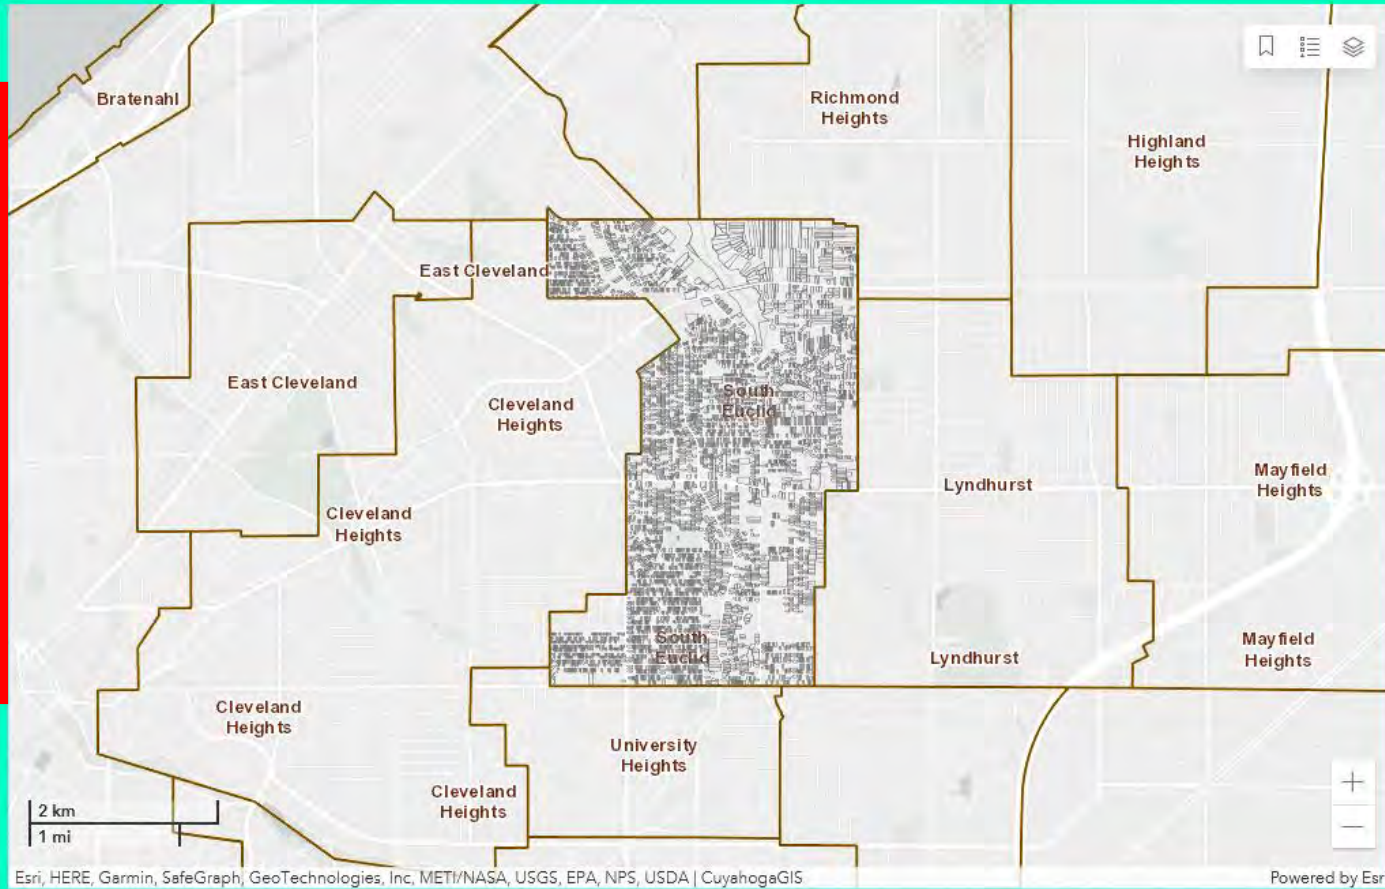 Bratenahl
Richmond
Heights
Highland
Heights
East Cleveland
East Cleveland
Cleveland
Heights
South
Euclid
Mayfield
Heights
Lyndhurst
Cleveland
Heights
South
Euclid
Lyndhurst
Mayfield
Heights
Cleveland
Heights
University
Heights
Cleveland
Heights
2 km
1 mi
Esri, HERE, Garmin, SafeGraph, GeoTechnologies, Inc, METI/NASA, USGS, EPA, NPS, USDA | CuyahogaGIS
Powered by Esr